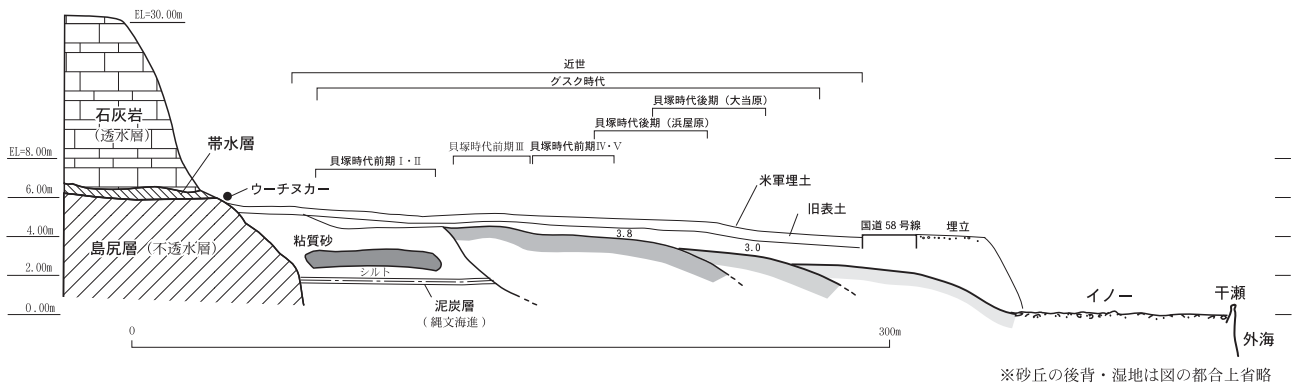 EL=30.00m
近世
グスク時代
貝塚時代後期（大当原）
石灰岩
（透水層）
貝塚時代後期（浜屋原）
帯水層
貝塚時代前期Ⅲ
貝塚時代前期Ⅳ・Ⅴ
EL=8.00m
貝塚時代前期Ⅰ・Ⅱ
ウーチヌカー
米軍埋土
6.00m
旧表土
国道58号線
埋立
4.00m
粘質砂
3.8
3.0
島尻層（不透水層）
シルト
2.00m
泥炭層
（縄文海進）
イノー
干瀬
0.00m
0
300m
外海
※砂丘の後背・湿地は図の都合上省略